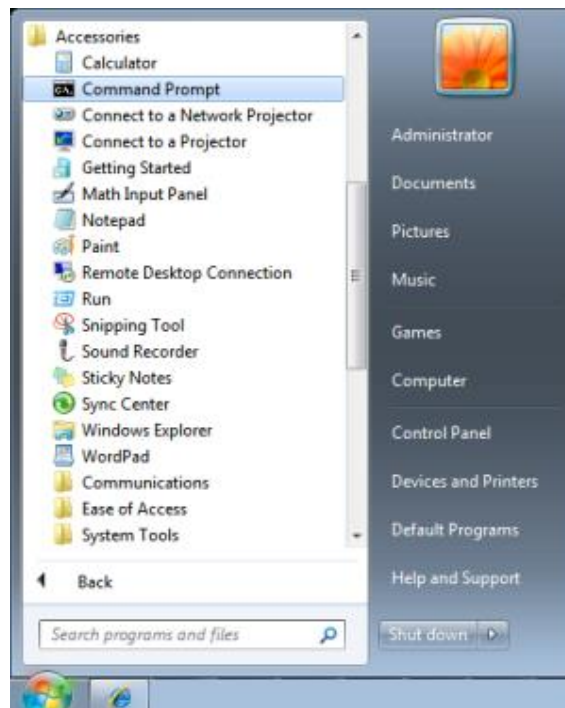 Accessories
Calculator
Command Prompt
Connect to a Network Projector
Connect to a Projector
Getting Started
Math Input Panel
Notepad
Paint
Remote Desktop Connection
Run
Snipping Tool
Sound Recorder
Sticky Notes
Sync Center
Windows Explorer
WordPad
Communications
Ease of Access
System Tools
Back
Search programs and files
Administrator
Documents
Pictures
Music
Games
Computer
Control Panel
Devices and Printers
Default Programs
Help and Support
Shut down